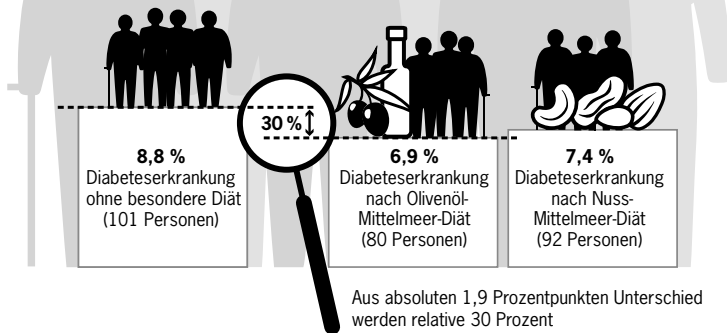 30 %
8,8 %
Diabeteserkrankung
ohne besondere Diät
(101 Personen)
6,9 %
Diabeteserkrankung
nach Olivenöl-
Mittelmeer-Diät
(80 Personen)
7,4 %
Diabeteserkrankung
nach Nuss-
Mittelmeer-Diät
(92 Personen)
Aus absoluten 1,9 Prozentpunkten Unterschied
werden relative 30 Prozent